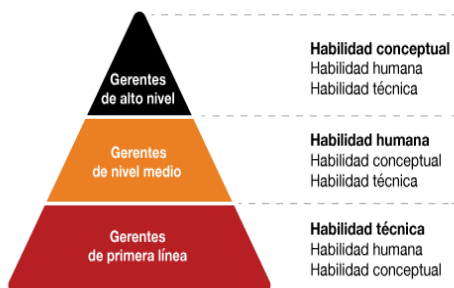 Gerentes
de alto nivel
Habilidad conceptual
Habilidad humana
Habilidad técnica
Gerentes
de nivel medio
Habilidad humana
Habilidad conceptual
Habilidad técnica
Gerentes
de primera línea
Habilidad técnica
Habilidad humana
Habilidad conceptual